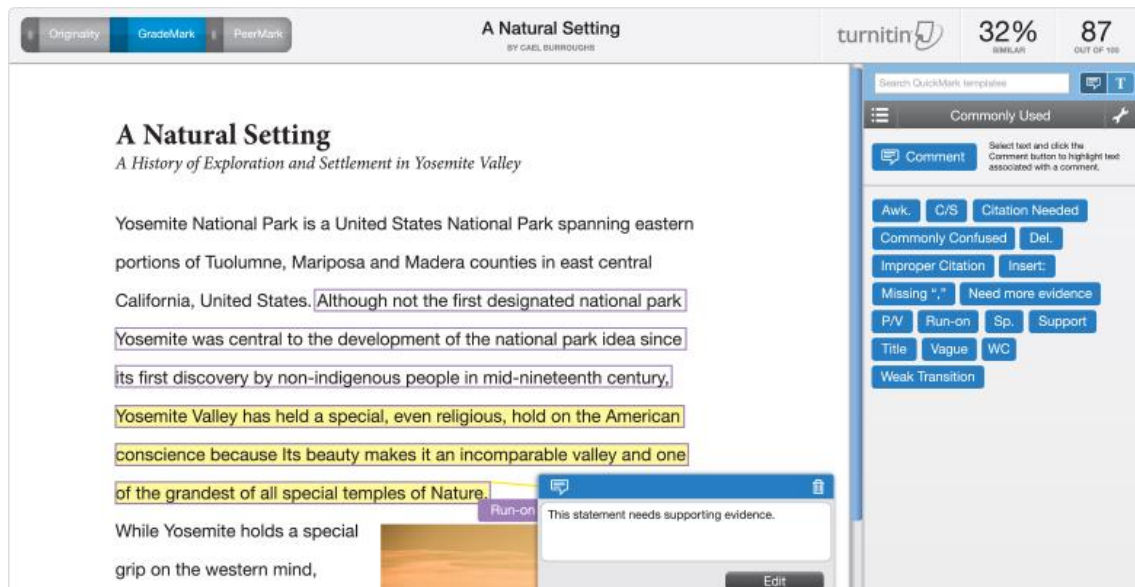 Originality GradeMark PeerMark
A Natural Setting
BY GAEL BURROUGHS
turnitin
32%
SIMILAR
87
OUT OF 100
Search QuickMark templates
T
Commonly Used
Comment
Select text and click the
Comment button to highlight text
associated with a comment.
Awk. C/S Citation Needed
Commonly Confused Del.
Improper Citation Insert:
Missing “,” Need more evidence
P/V Run-on Sp. Support
Title Vague WC
Weak Transition
A Natural Setting
A History of Exploration and Settlement in Yosemite Valley
Yosemite National Park is a United States National Park spanning eastern
portions of Tuolumne, Mariposa and Madera counties in east central
California, United States. Although not the first designated national park
Yosemite was central to the development of the national park idea since
its first discovery by non-indigenous people in mid-nineteenth century,
Yosemite Valley has held a special, even religious, hold on the American
conscience because Its beauty makes it an incomparable valley and one
of the grandest of all special temples of Nature.
Run-on
This statement needs supporting evidence.
Edit
While Yosemite holds a special
grip on the western mind,